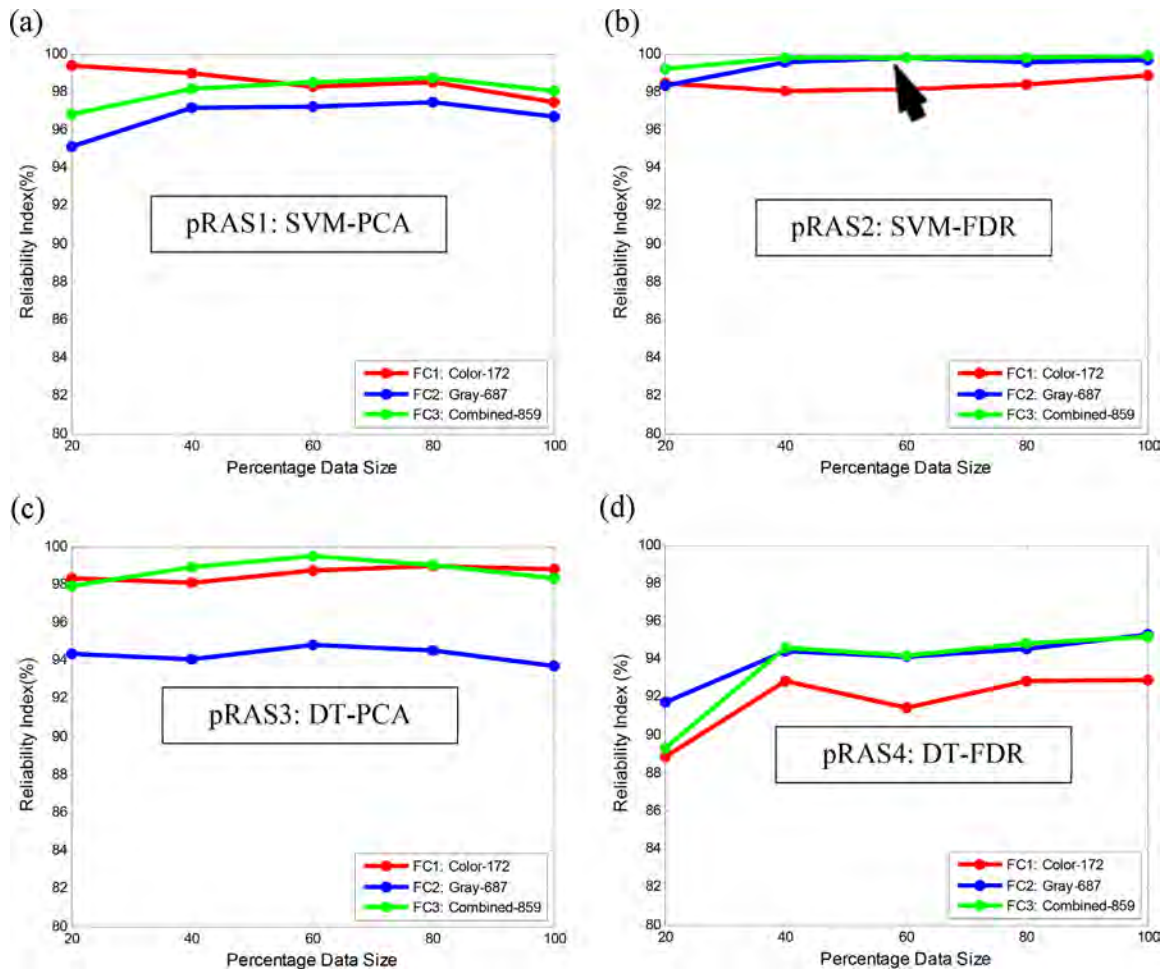 (a)
100
98
96
94
92
90
88
86
84
82
80
Reliability Index(%)
pRAS1: SVM-PCA
FC1: Color-172
FC2: Gray-687
FC3: Combined-859
20 40 60 80 100
Percentage Data Size
(b)
100
98
96
94
92
90
88
86
84
82
80
Reliability Index(%)
pRAS2: SVM-FDR
FC1: Color-172
FC2: Gray-687
FC3: Combined-859
20 40 60 80 100
Percentage Data Size
(c)
100
98
96
94
92
90
88
86
84
82
80
Reliability Index(%)
pRAS3: DT-PCA
FC1: Color-172
FC2: Gray-687
FC3: Combined-859
20 40 60 80 100
Percentage Data Size
(d)
100
98
96
94
92
90
88
86
84
82
80
Reliability Index (%)
pRAS4: DT-FDR
FC1: Color-172
FC2: Gray-687
FC3: Combined-859
20 40 60 80 100
Percentage Data Size